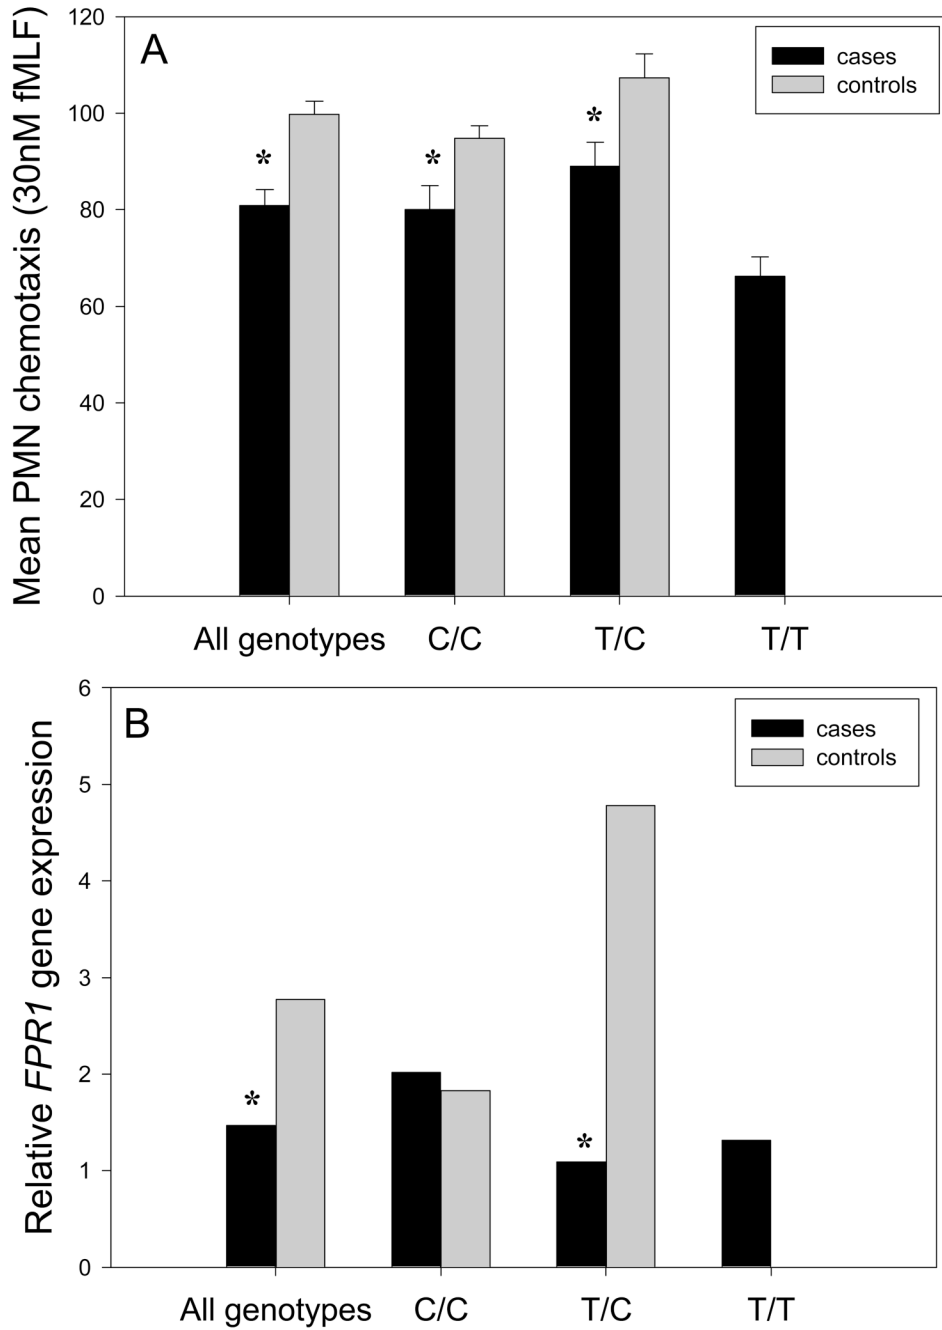 A
Mean PMN chemotaxis (30nM fMLF)
120
100
80
60
40
20
0
cases
controls
*
*
*
All genotypes
C/C
T/C
T/T
B
Relative FPR1 gene expression
6
5
4
3
2
1
0
cases
controls
*
*
All genotypes
C/C
T/C
T/T